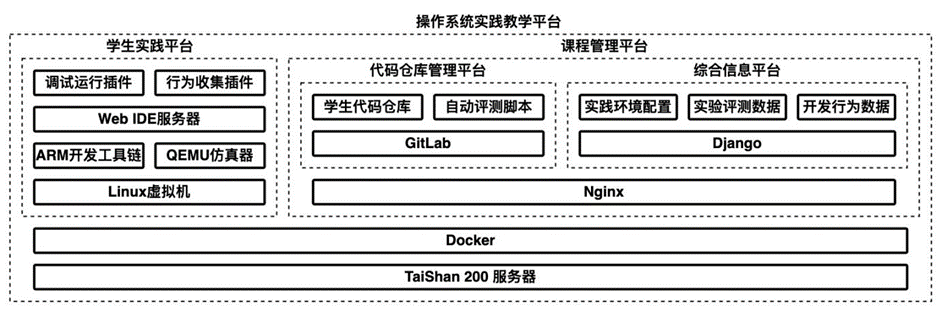 操作系统实践教学平台
学生实践平台
调试运行插件
行为收集插件
Web IDE服务器
ARM开发工具链
QEMU仿真器
Linux虚拟机
课程管理平台
代码仓库管理平台
学生代码仓库
自动评测脚本
GitLab
综合信息平台
实践环境配置
实验评测数据
开发行为数据
Django
Nginx
Docker
TaiShan 200 服务器